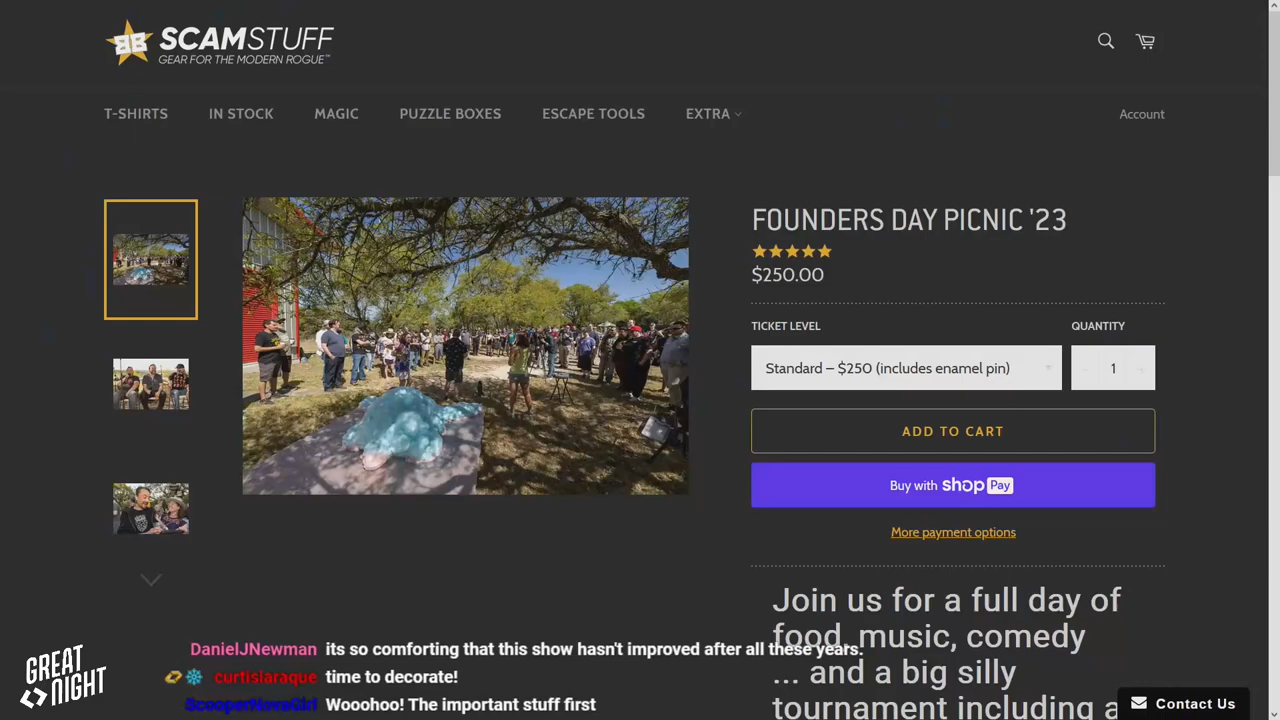 BB SCAMSTUFF
GEAR FOR THE MODERN ROGUE™
T-SHIRTS IN STOCK MAGIC PUZZLE BOXES ESCAPE TOOLS EXTRA Account
FOUNDERS DAY PICNIC '23
$250.00
TICKET LEVEL QUANTITY
Standard – $250 (includes enamel pin) 1
ADD TO CART
Buy with shop Pay
More payment options
Join us for a full day of
food, music, comedy
... and a big silly
tournament including a
DanielJNewman its so comforting that this show hasn't improved after all these years.
curtislaraque time to decorate!
ScooperNovaGirl Wooohoo! The important stuff first
GREAT
NIGHT
Contact Us